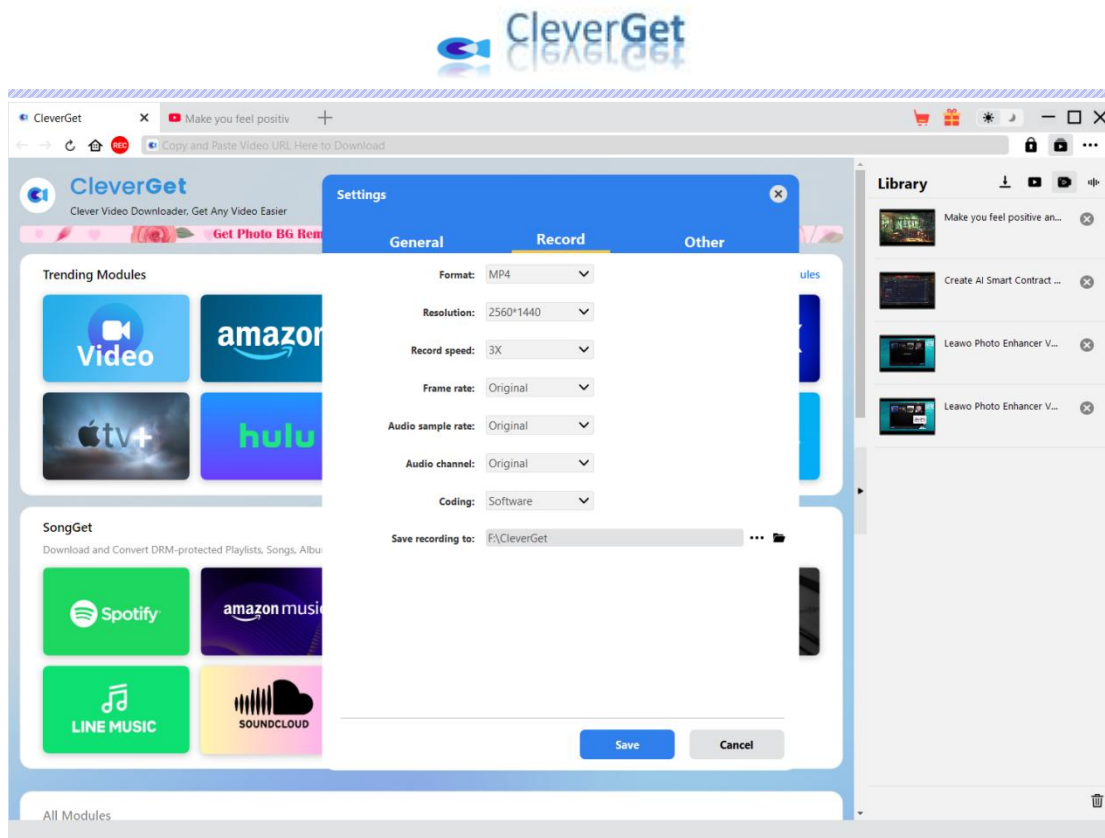 CleverGet
CleverGet
Make you feel positiv
REC
Copy and Paste Video URL Here to Download
CleverGet
Clever Video Downloader, Get Any Video Easier
Get Photo BG Rem
Trending Modules
ules
Video
amazon
tv+
hulu
SongGet
Download and Convert DRM-protected Playlists, Songs, Albu
Spotify
amazon musi
LINE MUSIC
SOUNDCLOUD
All Modules
Settings
General
Record
Other
Format: MP4
Resolution: 2560*1440
Record speed: 3X
Frame rate: Original
Audio sample rate: Original
Audio channel: Original
Coding: Software
Save recording to: F:\CleverGet
Save
Cancel
Library
Make you feel positive an...
Create AI Smart Contract ...
Leawo Photo Enhancer V...
Leawo Photo Enhancer V...